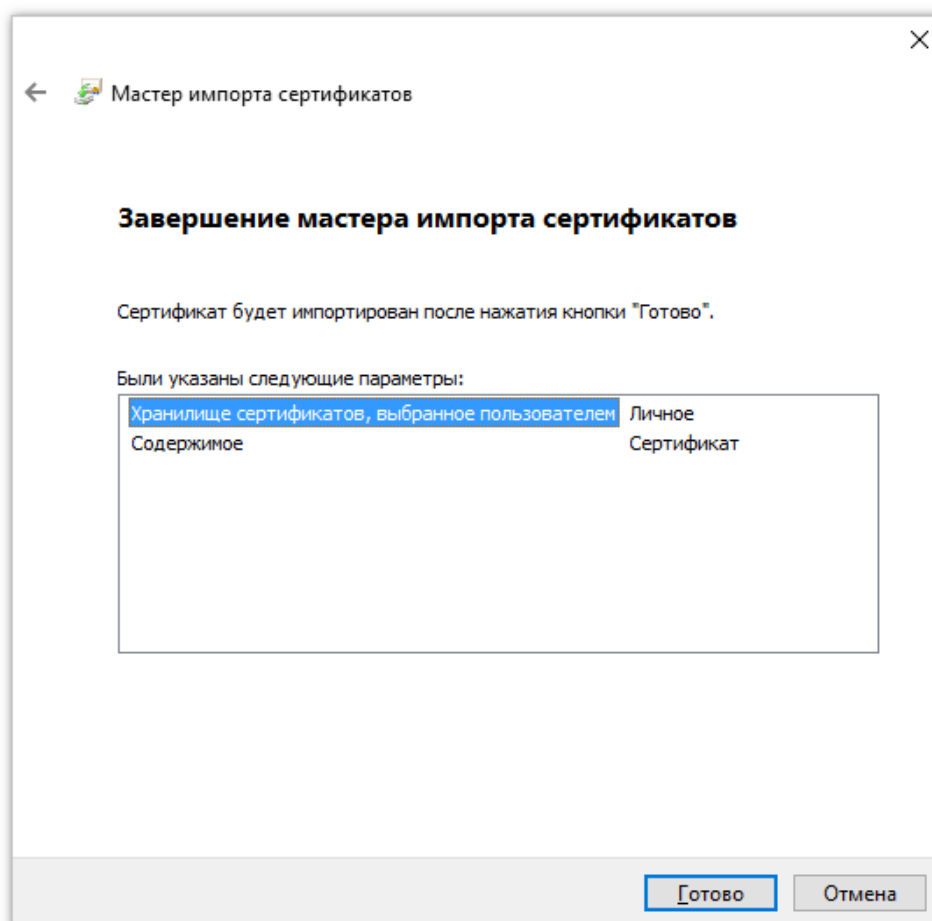 Мастер импорта сертификатов
Завершение мастера импорта сертификатов
Сертификат будет импортирован после нажатия кнопки "Готово".
Были указаны следующие параметры:
Хранилище сертификатов, выбранное пользователем Личное
Содержимое Сертификат
Готово Отмена